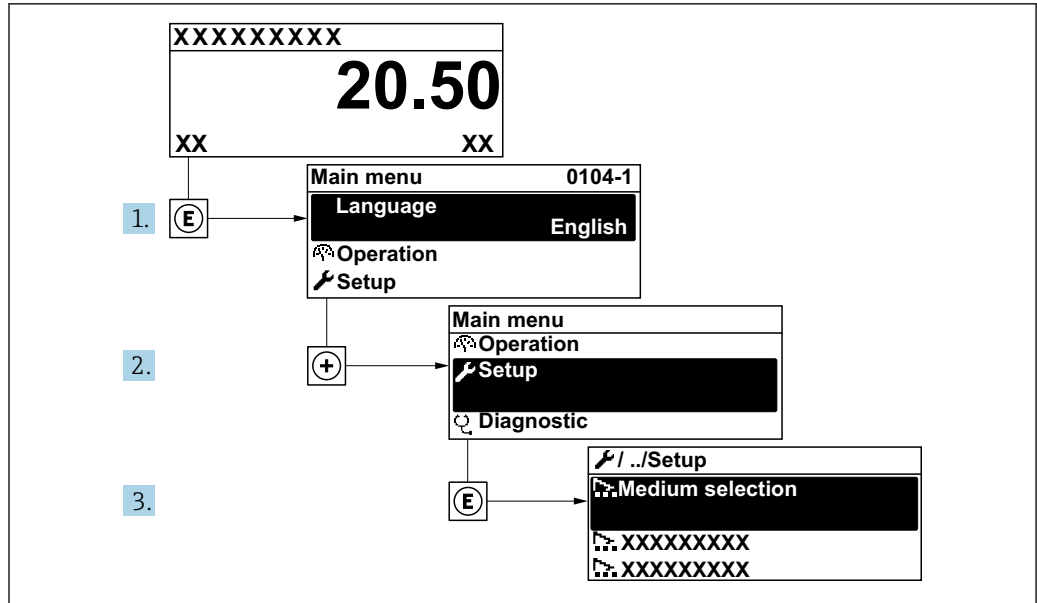 XXXXXXXXX
20.50
XX XX
Main menu 0104-1
Language
English
Operation
Setup
1. E
Main menu
Operation
Setup
Diagnostic
2. +
/ ../Setup
Medium selection
XXXXXXXXX
XXXXXXXXX
3. E